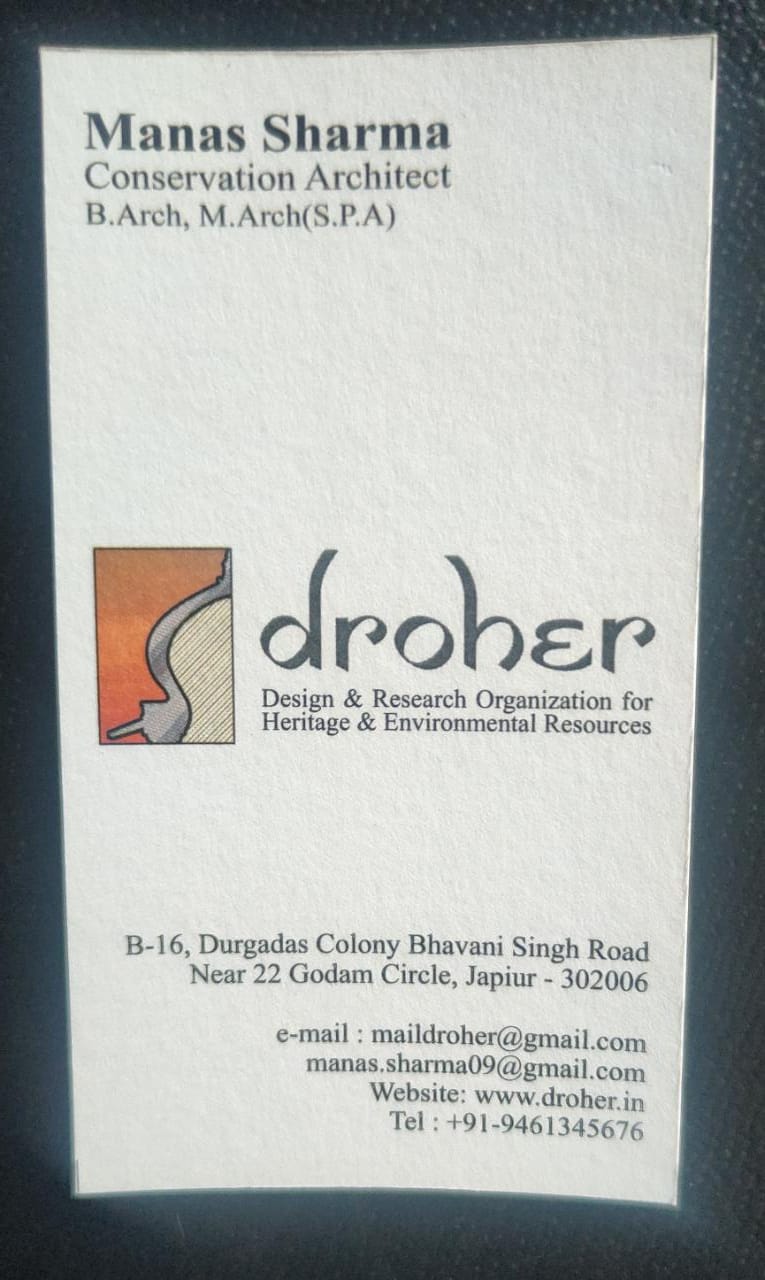 Manas Sharma
Conservation Architect
B.Arch, M.Arch(S.P.A)
droher
Design & Research Organization for
Heritage & Environmental Resources
B-16, Durgadas Colony Bhavani Singh Road
Near 22 Godam Circle, Japiur - 302006
e-mail : maildroher@gmail.com
manas.sharma09@gmail.com
Website: www.droher.in
Tel : +91-9461345676